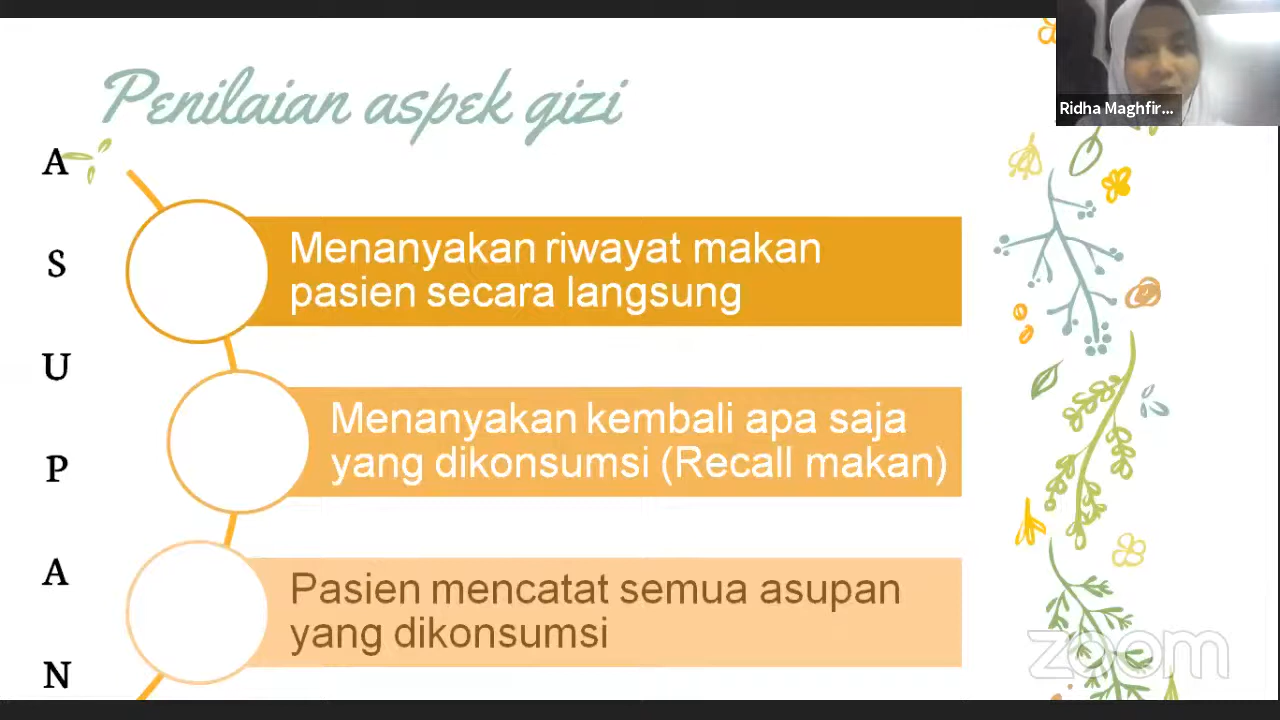 Penilaian aspek gizi
Ridha Maghfir...
A
S
U
P
A
N
Menanyakan riwayat makan
pasien secara langsung
Menanyakan kembali apa saja
yang dikonsumsi (Recall makan)
Pasien mencatat semua asupan
yang dikonsumsi
zoom